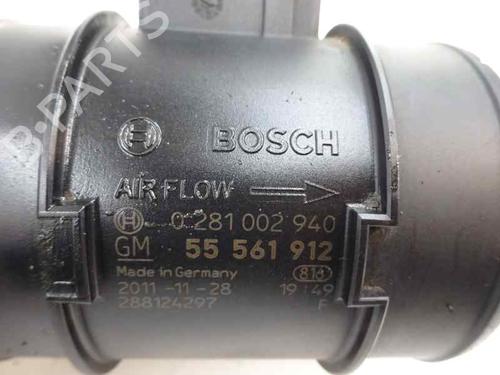 B-PARTS
BOSCH
AIR FLOW
0 281 002 940
GM 55 561 912
Made in Germany
2011-11-28 19:49
288124297 F